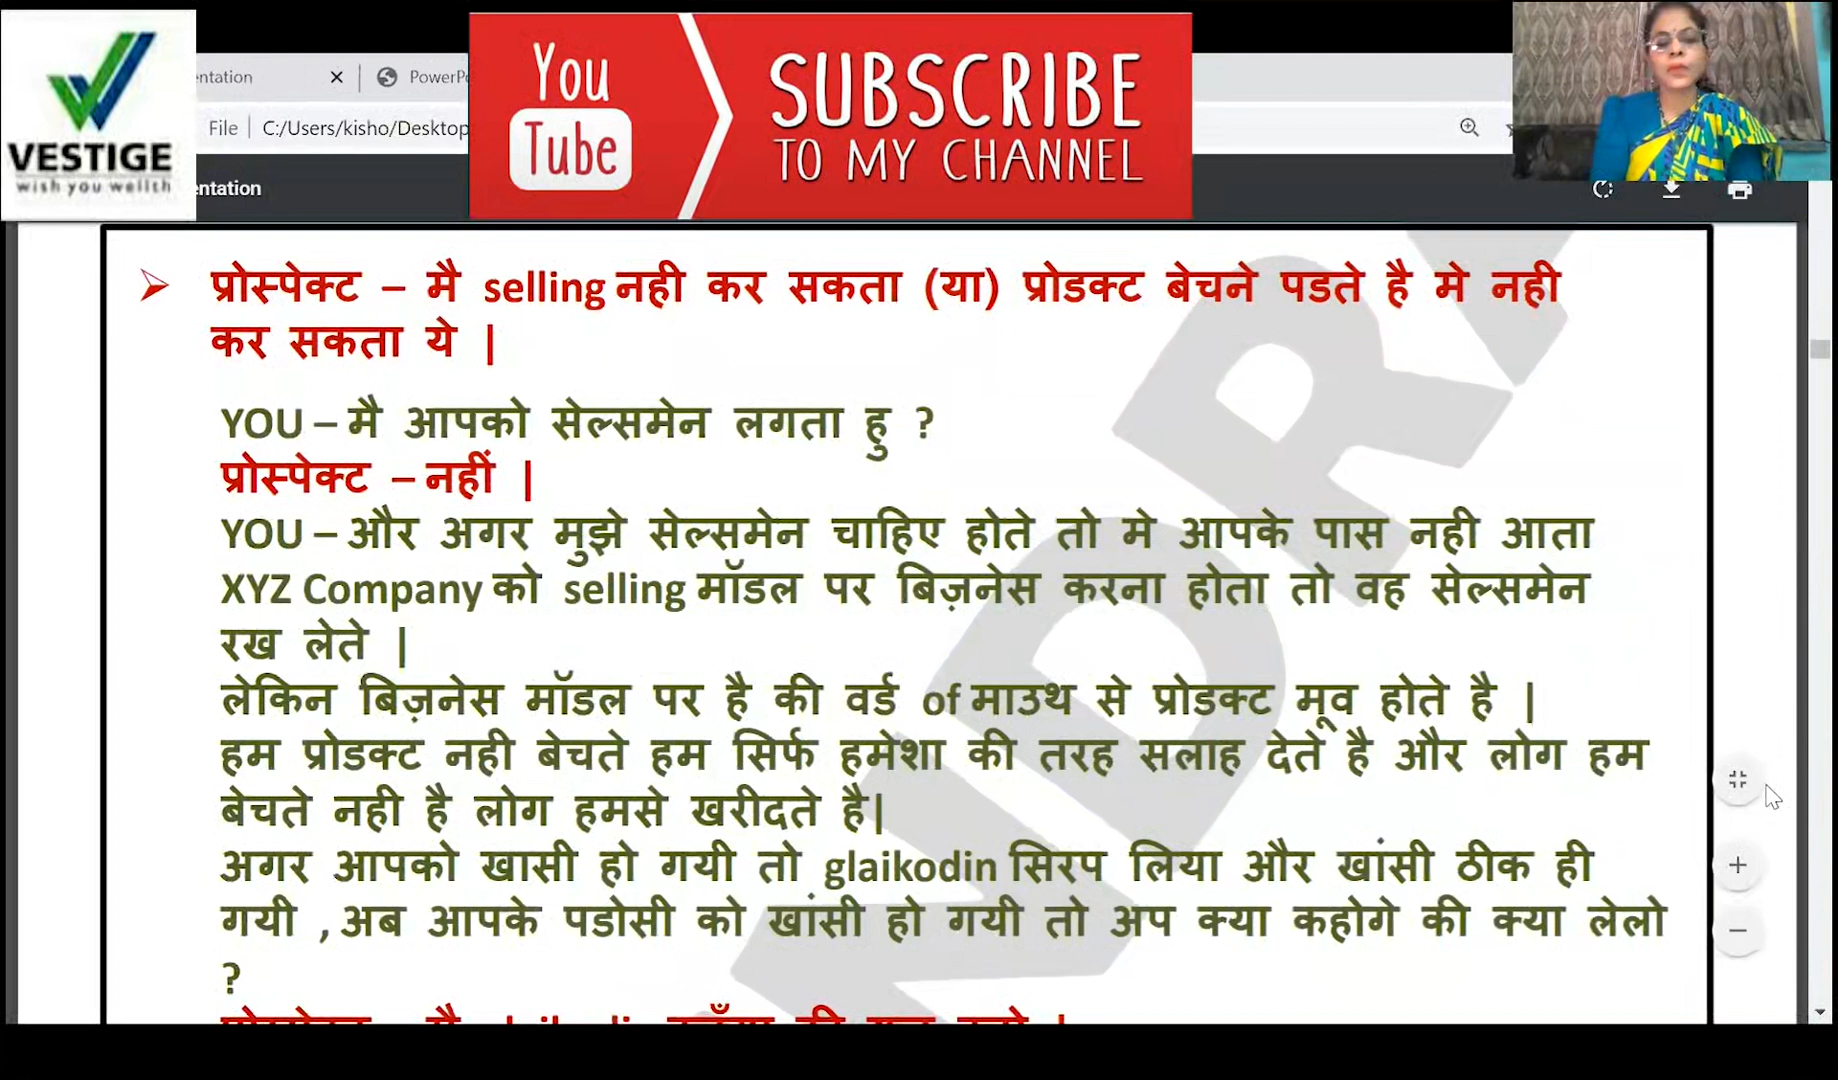 VESTIGE
wish you wellth
entation
PowerP
File
C:/Users/kisho/Desktop
entation
You
Tube
SUBSCRIBE
TO MY CHANNEL
➢ प्रोस्पेक्ट – मै selling नही कर सकता (या) प्रोडक्ट बेचने पडते है मे नही
कर सकता ये |
YOU – मै आपको सेल्समेन लगता हु ?
प्रोस्पेक्ट – नहीं |
YOU – और अगर मुझे सेल्समेन चाहिए होते तो मे आपके पास नही आता
XYZ Company को selling मॉडल पर बिज़नेस करना होता तो वह सेल्समेन
रख लेते |
लेकिन बिज़नेस मॉडल पर है की वर्ड of माउथ से प्रोडक्ट मूव होते है |
हम प्रोडक्ट नही बेचते हम सिर्फ हमेशा की तरह सलाह देते है और लोग हम
बेचते नही है लोग हमसे खरीदते है|
अगर आपको खासी हो गयी तो glaikodin सिरप लिया और खांसी ठीक ही
गयी , अब आपके पडोसी को खांसी हो गयी तो अप क्या कहोगे की क्या लेलो
?